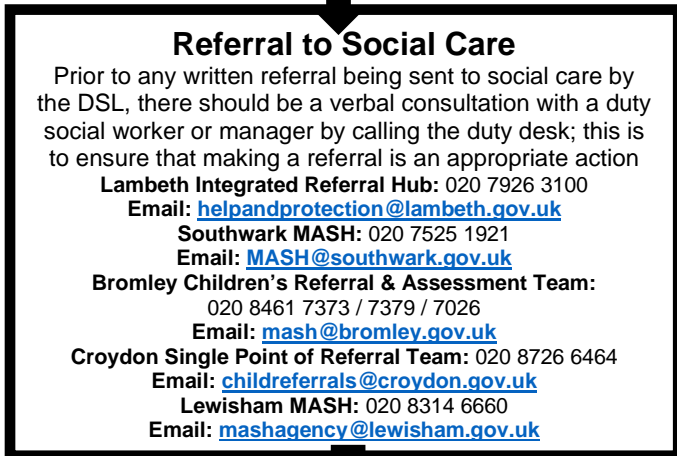 Referral to Social Care
Prior to any written referral being sent to social care by
the DSL, there should be a verbal consultation with a duty
social worker or manager by calling the duty desk; this is
to ensure that making a referral is an appropriate action
Lambeth Integrated Referral Hub: 020 7926 3100
Email: helpandprotection@lambeth.gov.uk
Southwark MASH: 020 7525 1921
Email: MASH@southwark.gov.uk
Bromley Children's Referral & Assessment Team:
020 8461 7373 / 7379 / 7026
Email: mash@bromley.gov.uk
Croydon Single Point of Referral Team: 020 8726 6464
Email: childreferrals@croydon.gov.uk
Lewisham MASH: 020 8314 6660
Email: mashagency@lewisham.gov.uk